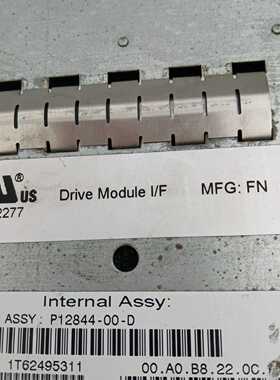 US
2277
Drive Module I/F MFG: FN
Internal Assy:
ASSY: P12844-00-D
1T62495311 00.A0.B8.22.0C.